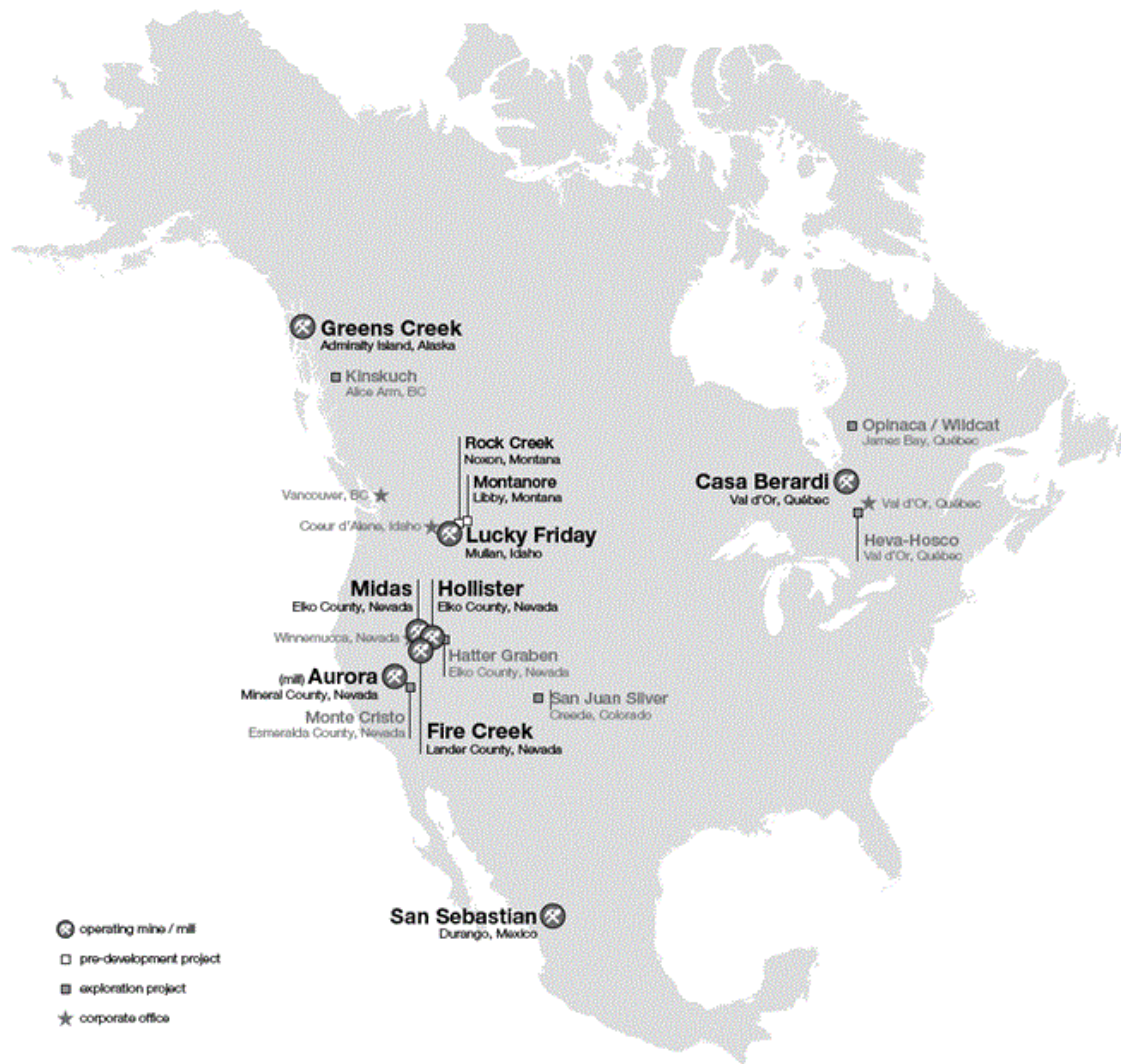 Greens Creek
Admiralty Island, Alaska
Kinskuch
Alice Arm, BC
Rock Creek
Noxon, Montana
Montanore
Libby, Montana
Vancouver, BC
Coeur d'Alene, Idaho
Lucky Friday
Mullan, Idaho
Opinaca / Wildcat
James Bay, Québec
Casa Berardi
Val d'Or, Québec
Val d'Or, Québec
Heva-Hosco
Val d'Or, Québec
Midas
Elko County, Nevada
Hollister
Elko County, Nevada
Winnemucca, Nevada
Hatter Graben
Elko County, Nevada
(mill) Aurora
Mineral County, Nevada
Monte Cristo
Esmeralda County, Nevada
San Juan Silver
Creede, Colorado
Fire Creek
Lander County, Nevada
San Sebastian
Durango, Mexico
operating mine / mill
pre-development project
exploration project
corporate office